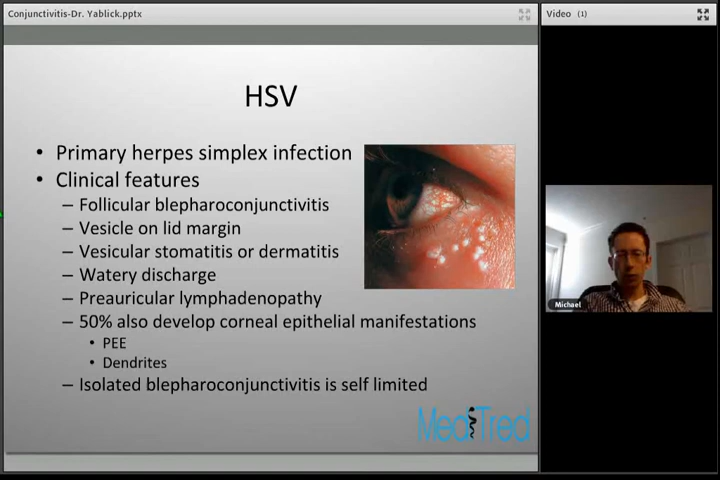 Conjunctivitis-Dr. Yablick.pptx
Video (1)
HSV
• Primary herpes simplex infection
• Clinical features
– Follicular blepharoconjunctivitis
– Vesicle on lid margin
– Vesicular stomatitis or dermatitis
– Watery discharge
– Preauricular lymphadenopathy
– 50% also develop corneal epithelial manifestations
• PEE
• Dendrites
– Isolated blepharoconjunctivitis is self limited
Michael
MediTred